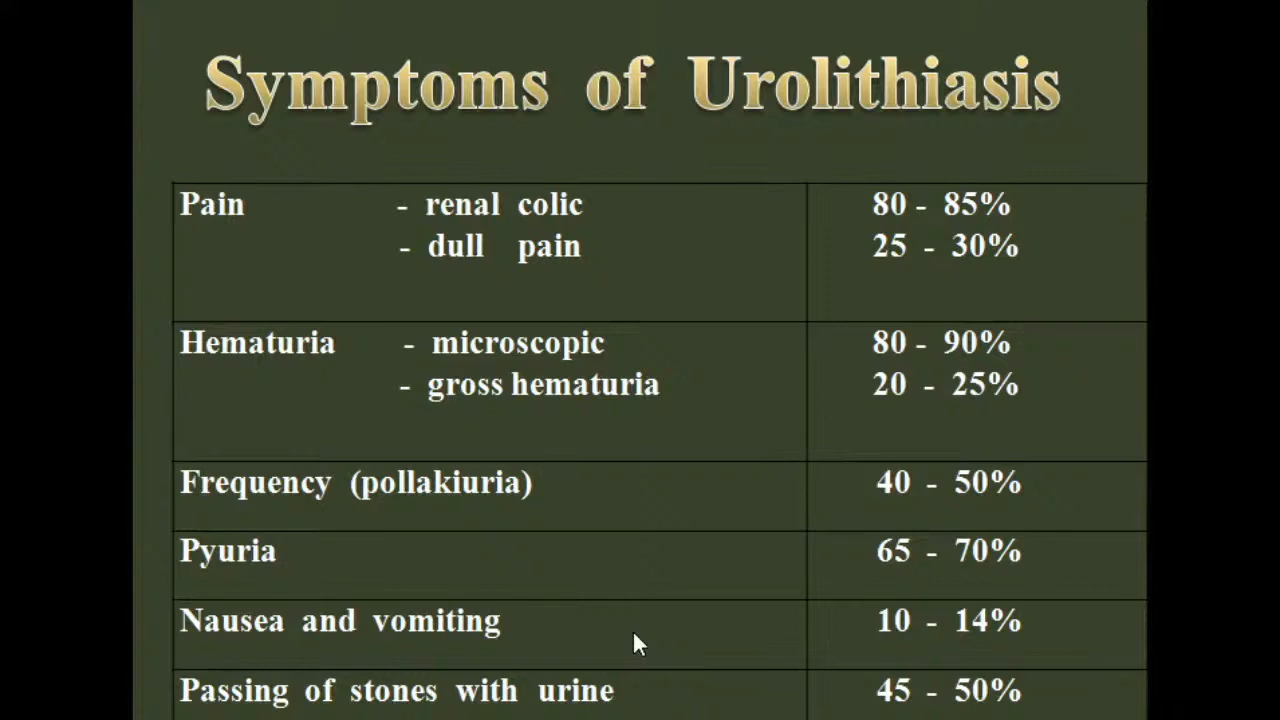 Symptoms of Urolithiasis
Pain - renal colic 80 - 85%
- dull pain 25 - 30%
Hematuria - microscopic 80 - 90%
- gross hematuria 20 - 25%
Frequency (pollakiuria) 40 - 50%
Pyuria 65 - 70%
Nausea and vomiting 10 - 14%
Passing of stones with urine 45 - 50%